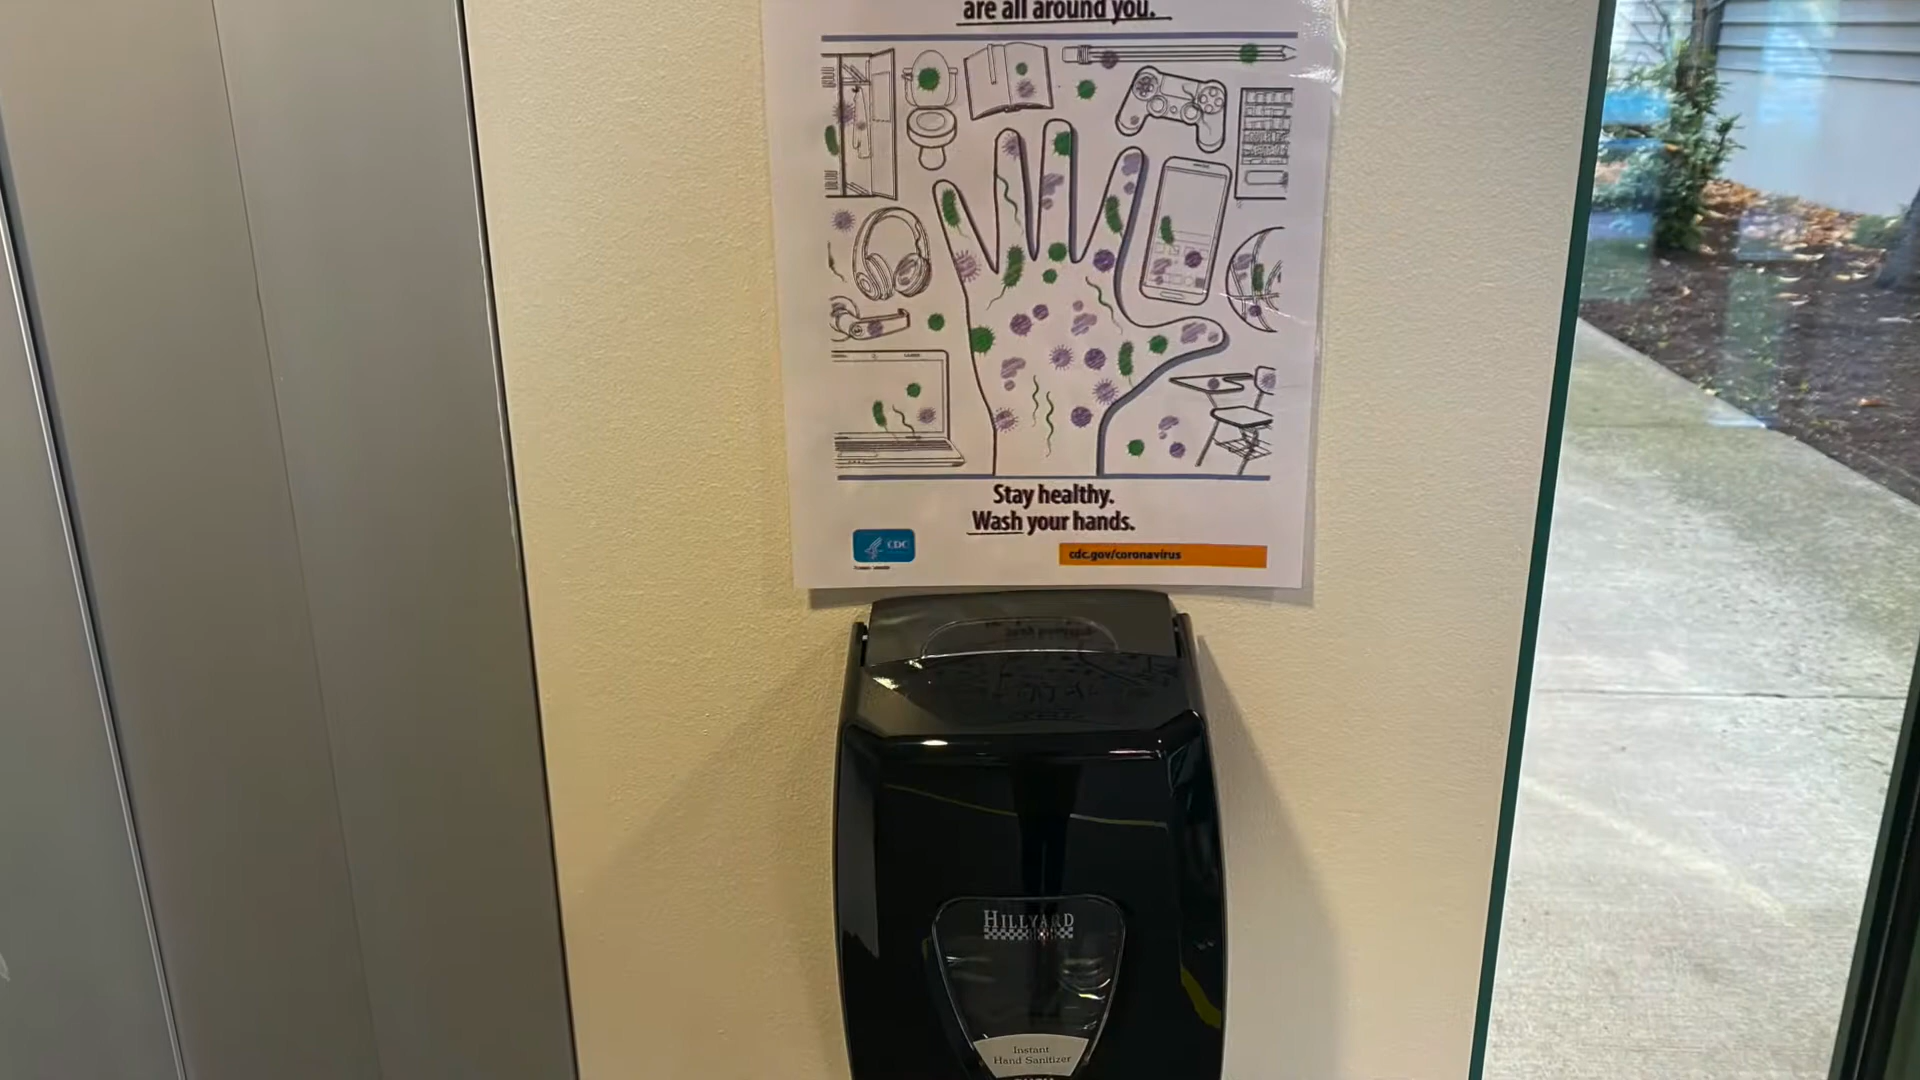 are all around you.
Stay healthy.
Wash your hands.
CDC
cdc.gov/coronavirus
HILLYARD
Instant
Hand Sanitizer